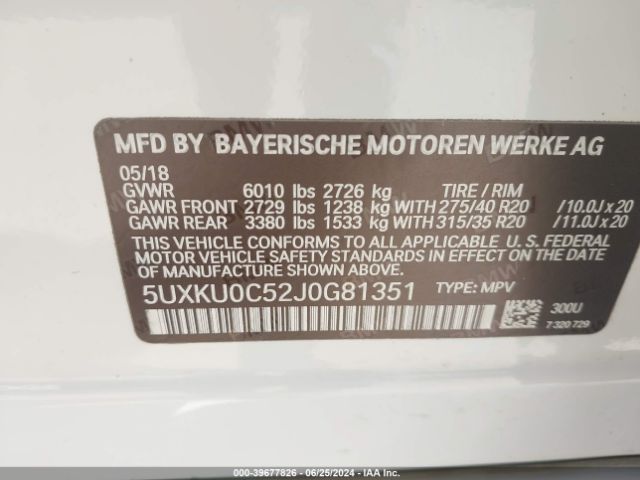 MFD BY BAYERISCHE MOTOREN WERKE AG
05/18
GVWR 6010 lbs 2726 kg TIRE / RIM
GAWR FRONT 2729 lbs 1238 kg WITH 275/40 R20 /10.0J x 20
GAWR REAR 3380 lbs 1533 kg WITH 315/35 R20 /11.0J x 20
THIS VEHICLE CONFORMS TO ALL APPLICABLE U. S. FEDERAL
MOTOR VEHICLE SAFETY STANDARDS IN EFFECT ON THE
DATE OF MANUFACTURE SHOWN ABOVE.
5UXKU0C52J0G81351 TYPE: MPV
300U
7 320 729
000-39677826 / 06/25/2024 - IAA Inc.